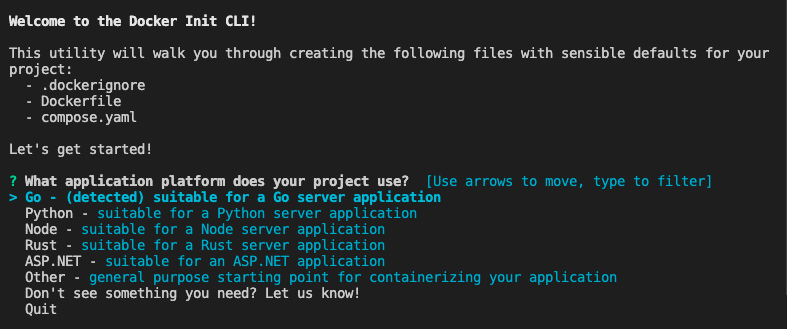 Welcome to the Docker Init CLI!
This utility will walk you through creating the following files with sensible defaults for your
project:
- .dockerignore
- Dockerfile
- compose.yaml
Let's get started!
? What application platform does your project use? [Use arrows to move, type to filter]
> Go - (detected) suitable for a Go server application
Python - suitable for a Python server application
Node - suitable for a Node server application
Rust - suitable for a Rust server application
ASP.NET - suitable for an ASP.NET application
Other - general purpose starting point for containerizing your application
Don't see something you need? Let us know!
Quit